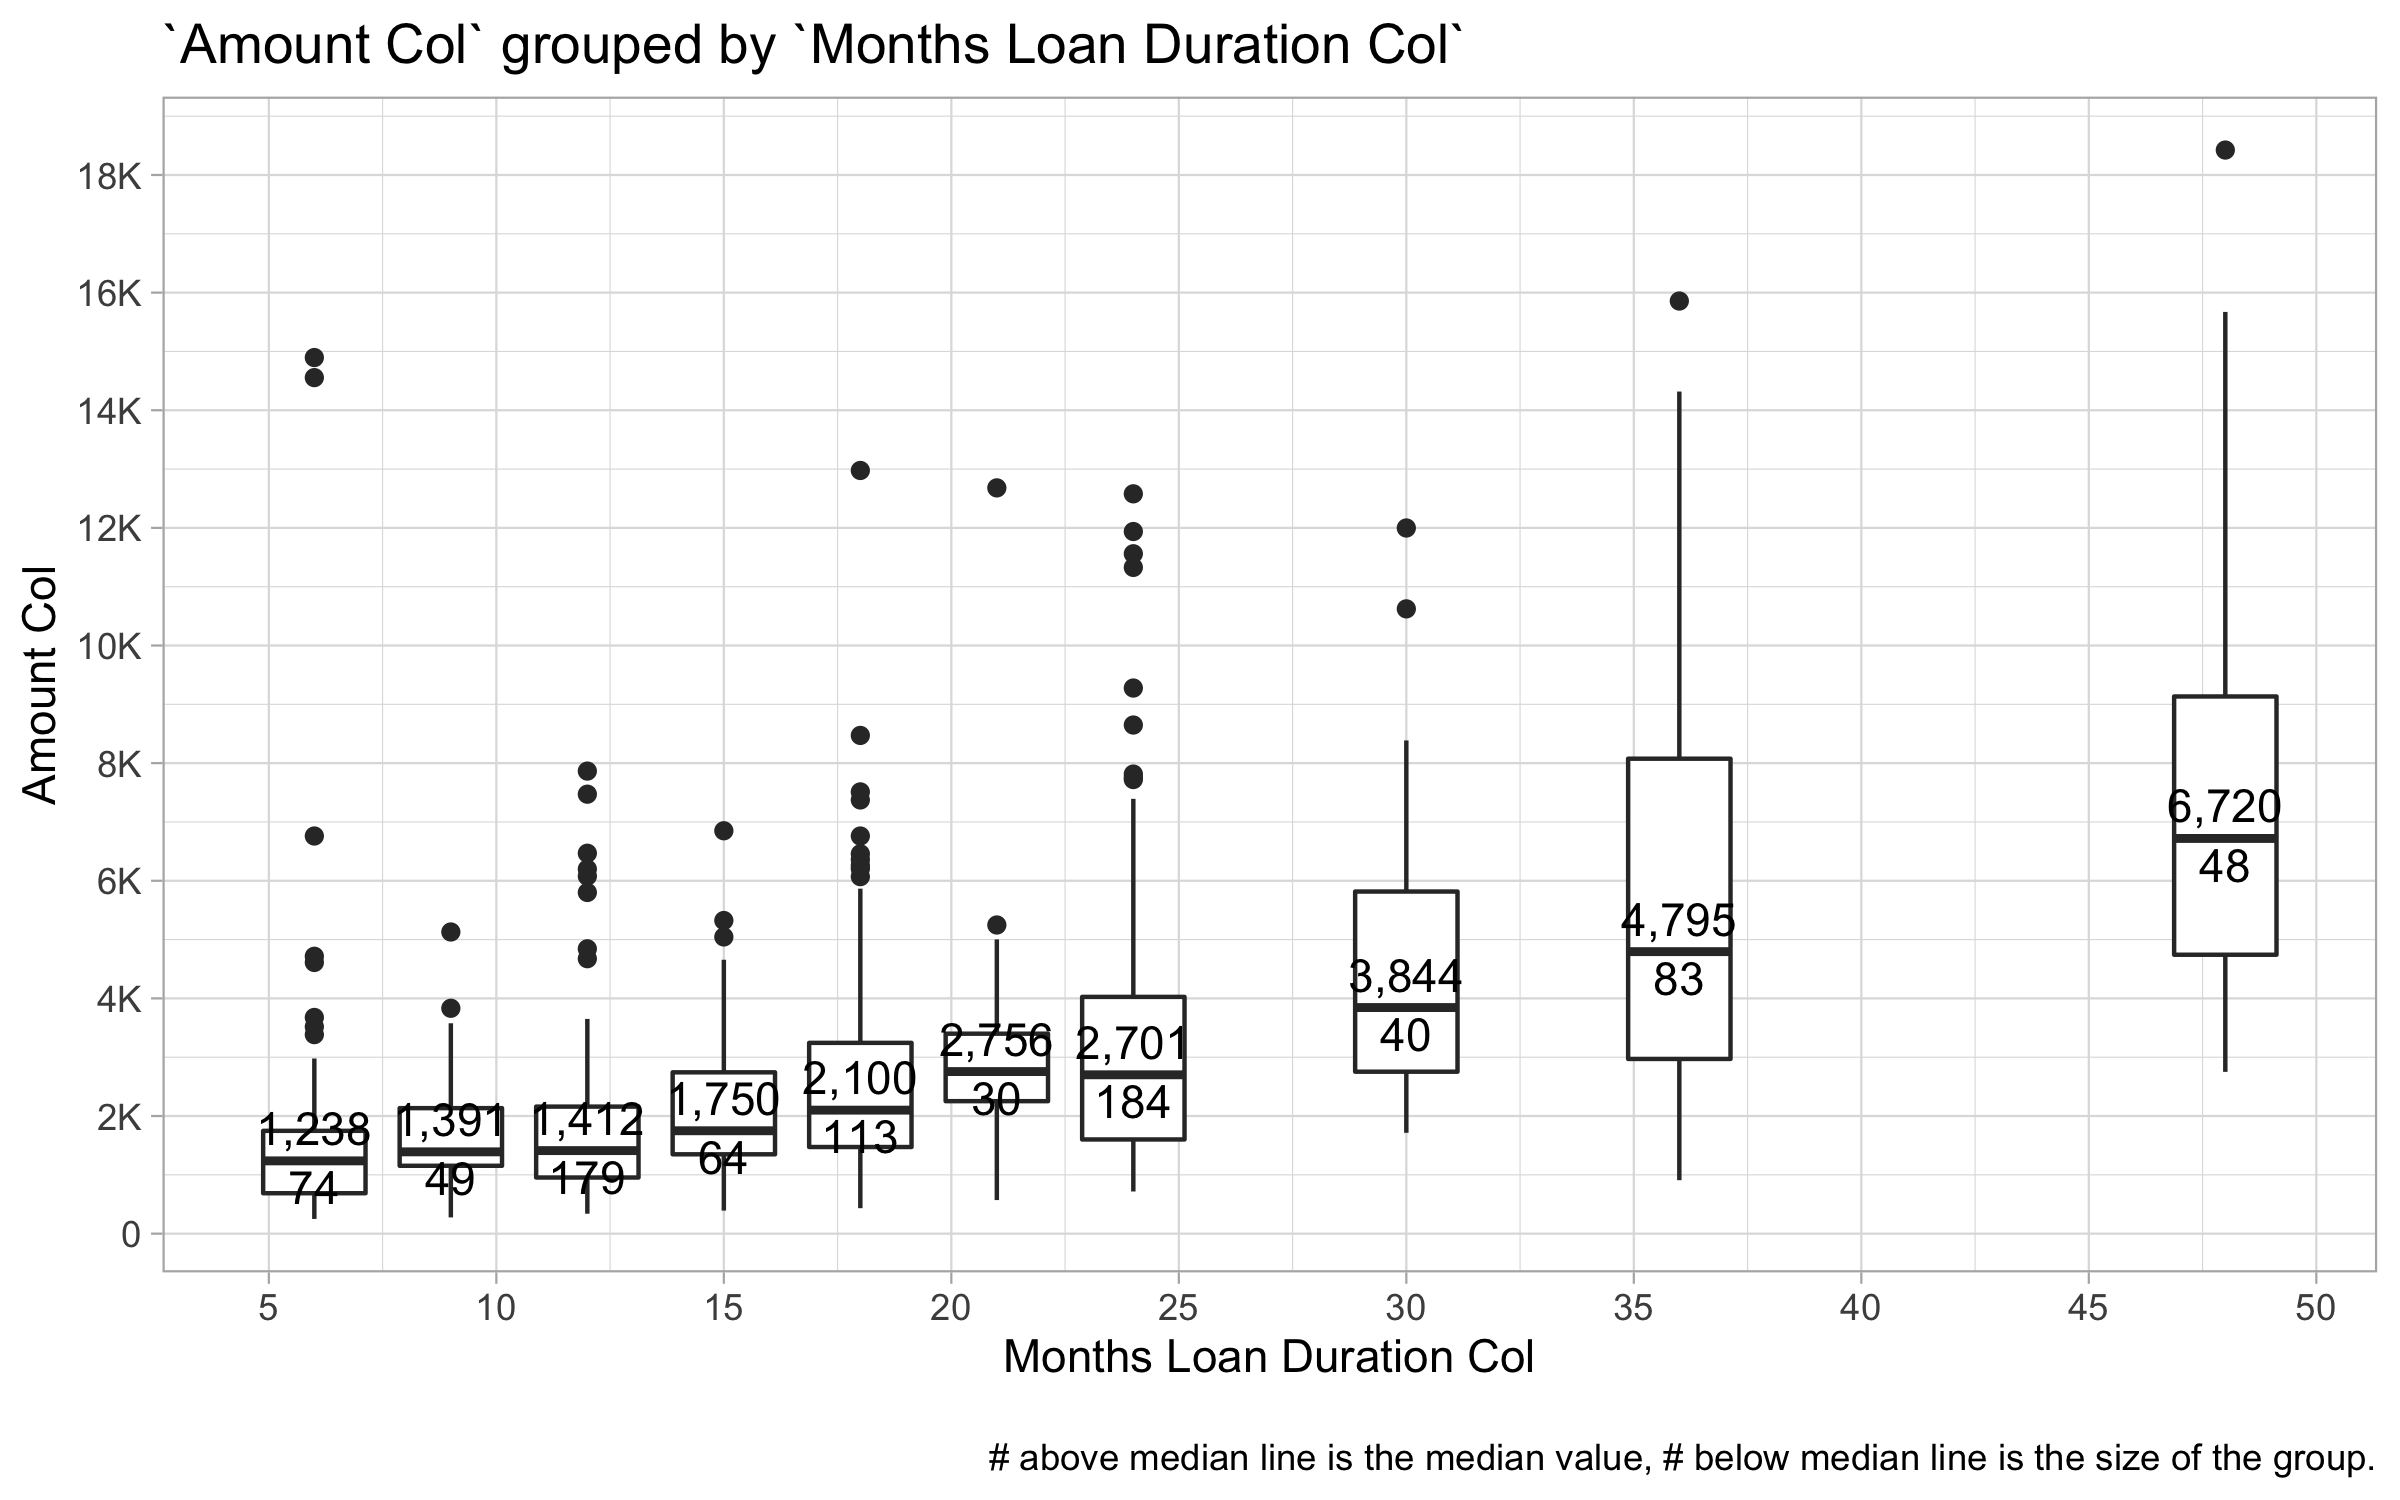 `Amount Col` grouped by `Months Loan Duration Col`
18K
16K
14K
12K
10K
8K
6K
4K
2K
0
Amount Col
1,238
74
1,391
49
1,412
179
1,750
64
2,100
113
2,756
30
2,701
184
3,844
40
4,795
83
6,720
48
5 10 15 20 25 30 35 40 45 50
Months Loan Duration Col
# above median line is the median value, # below median line is the size of the group.